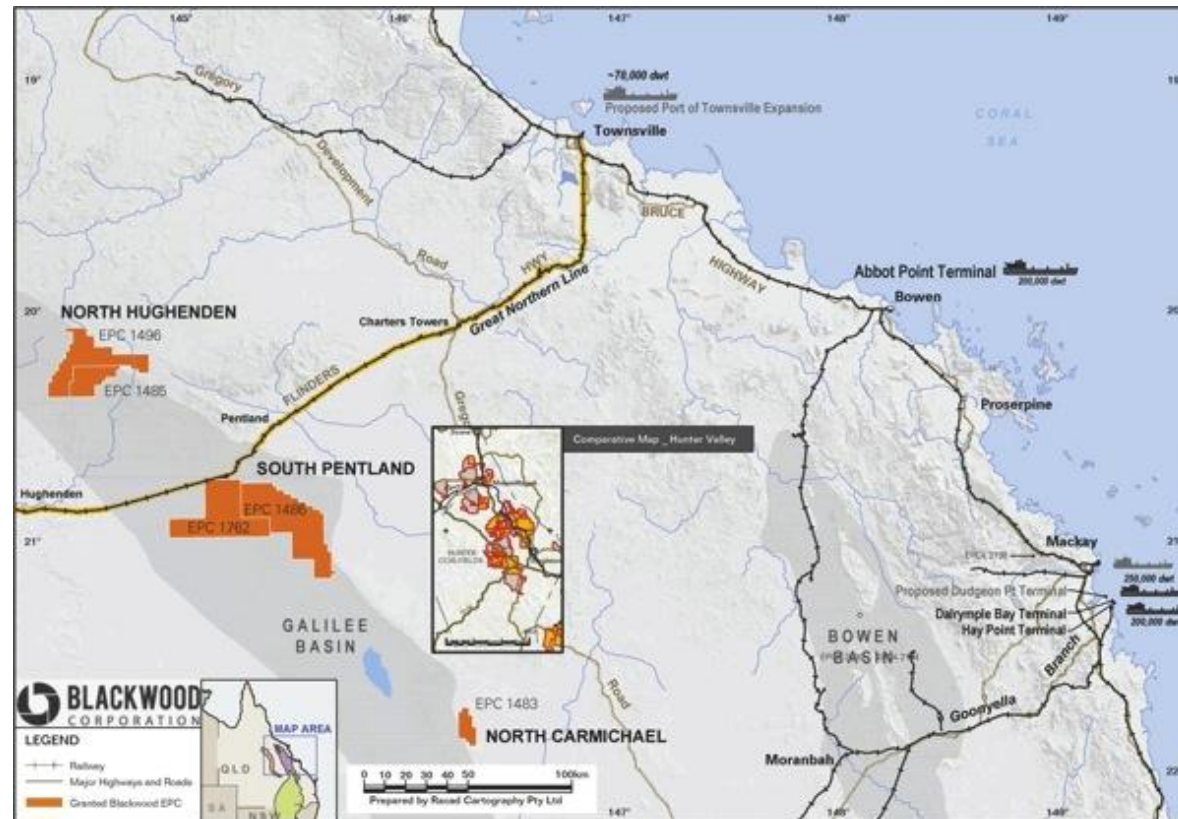 145°
146°
147°
148°
149°
19°
19
~70,000 dwt
Proposed Port of Townsville Expansion
Townsville
CORAL
SEA
Gregory
Development
Road
BRUCE
HIGHWAY
HWY
Great Northern Line
Abbot Point Terminal
200,000 dwt
Bowen
20°
20
NORTH HUGHENDEN
EPC 1496
EPC 1485
Charters Towers
FLINDERS
Pentland
Proserpine
Comparative Map _ Hunter Valley
SOUTH PENTLAND
Hughenden
EPC 1486
EPC 1762
21°
21
HUNTER
COALFIELDS
Mackay
250,000 dwt
Proposed Dudgeon Pt Terminal
Dalrymple Bay Terminal
Hay Point Terminal
200,000 dwt
GALILEE
BASIN
BOWEN
BASIN
Branch
Goonyella
EPC 1483
NORTH CARMICHAEL
Road
Moranbah
22
BLACKWOOD
CORPORATION
MAP AREA
QLD
SA
NSW
LEGEND
Railway
Major Highways and Roads
Granted Blackwood EPC
0 10 20 30 40 50 100km
Prepared by Racad Cartography Pty Ltd
147°
148°
149°